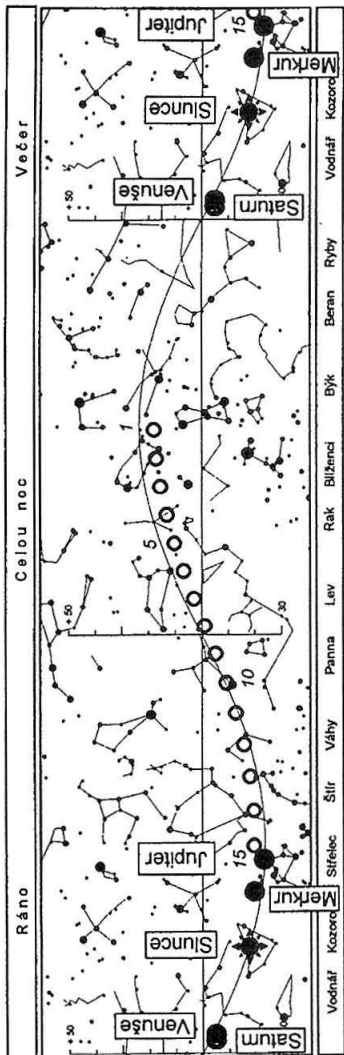 Ráno Celou noc Večer
+50 +50 +50
Venuše Slunce Jupiter Venuše Slunce Jupiter
15 10 5 1 15
30
Saturn Merkur Saturn Merkur
Vodnář Kozoro Střelec Štír Váhy Panna Lev Rak Blíženci Býk Beran Ryby Vodnář Kozoro